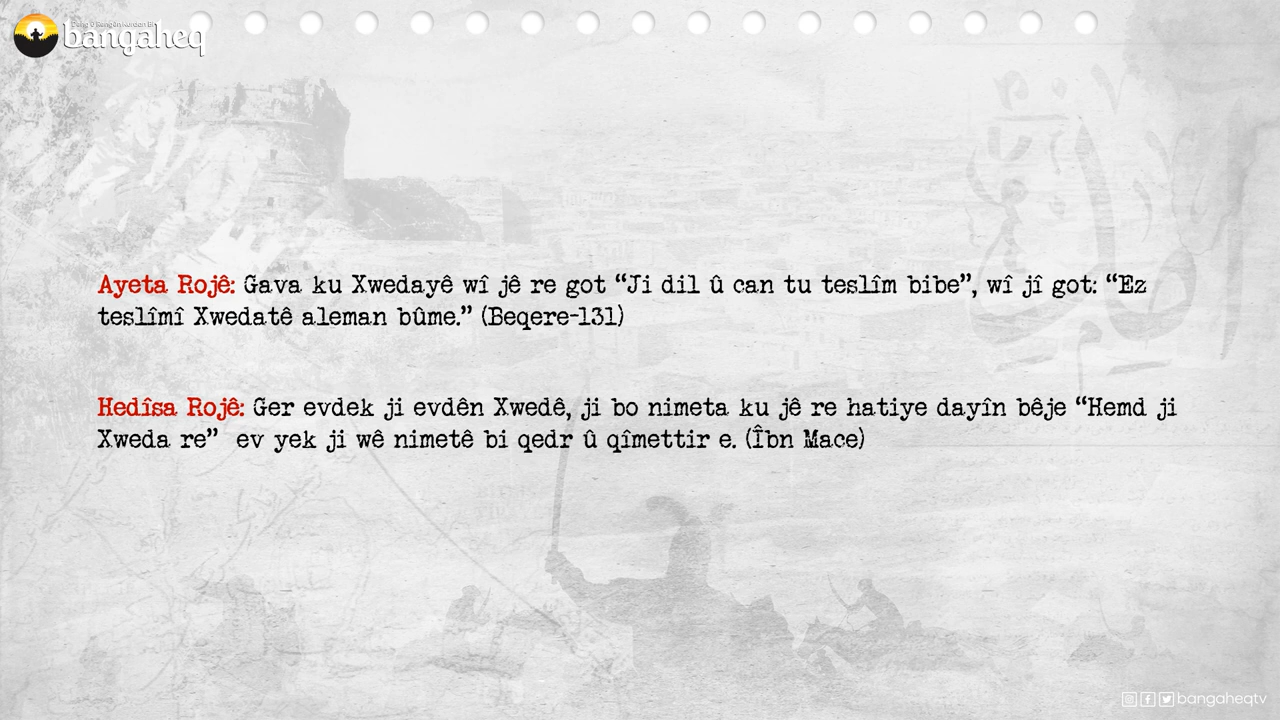 bangaheq
Ayeta Rojê: Gava ku Xwedayê wî jê re got “Ji dil û can tu teslîm bibe”, wî jî got: “Ez
teslîmî Xwedatê aleman bûme.” (Beqere-131)
Hedîsa Rojê: Ger evdek ji evdên Xwedê, ji bo nimeta ku jê re hatiye dayîn bêje “Hemd ji
Xweda re” ev yek ji wê nimetê bi qedr û qîmettir e. (Îbn Mace)
bangaheqtv